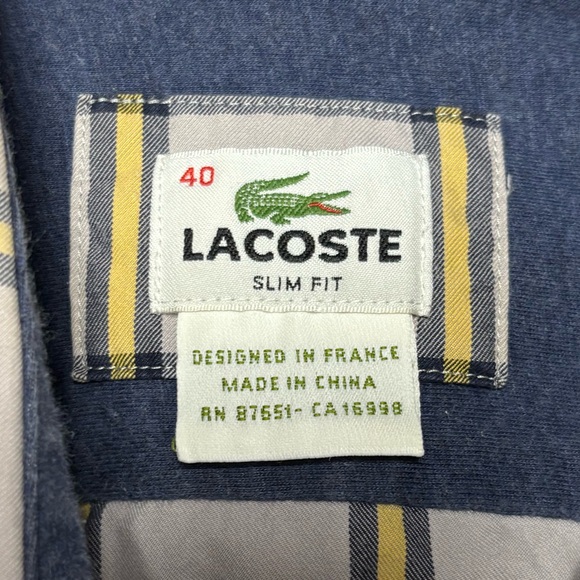 40
LACOSTE
SLIM FIT
DESIGNED IN FRANCE
MADE IN CHINA
RN 87651- CA16998